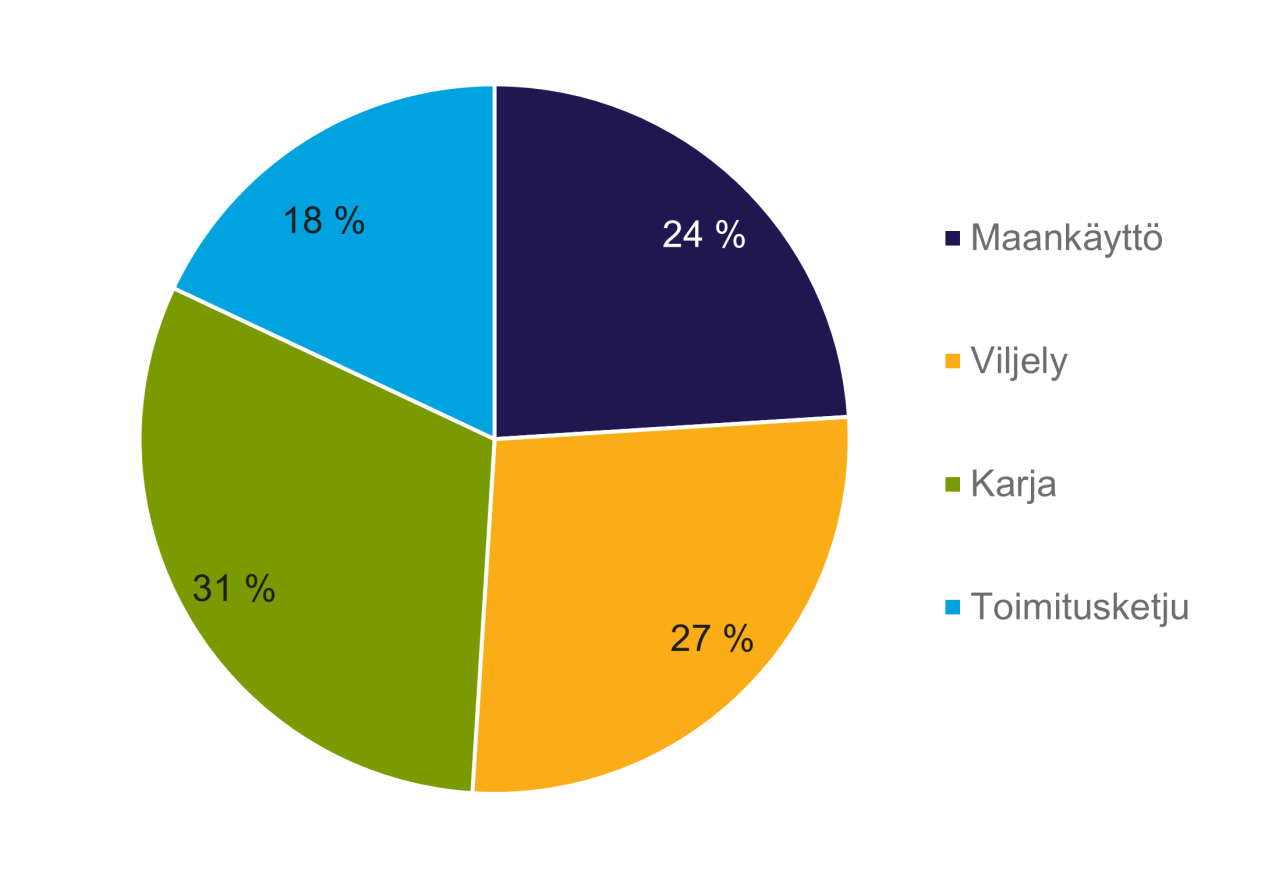 18 %
24 %
31 %
27 %
Maankäyttö
Viljely
Karja
Toimitusketju